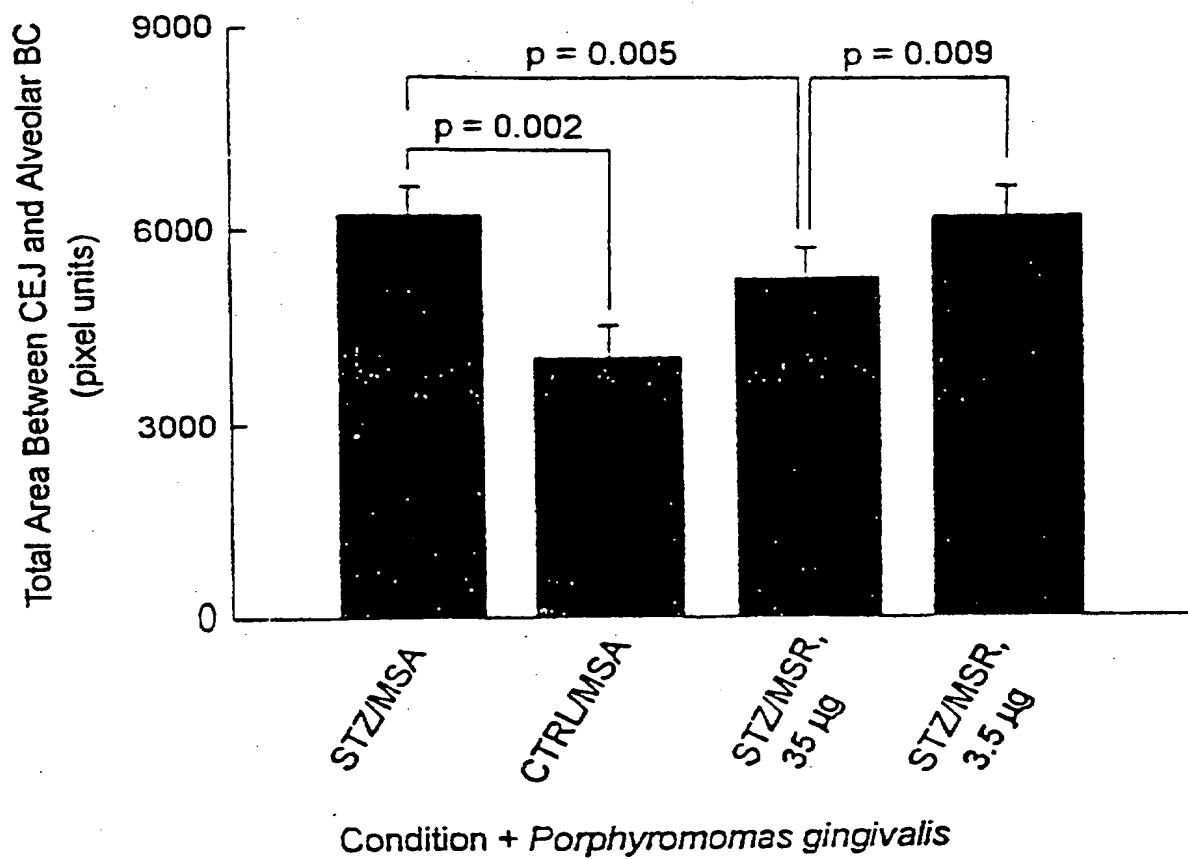 Total Area Between CEJ and Alveolar BC
(pixel units)
9000
6000
3000
0
p = 0.005
p = 0.009
p = 0.002
STZ/MSA
CTRL/MSA
STZ/MSR,
35 µg
STZ/MSR,
3.5 µg
Condition + Porphyromomas gingivalis